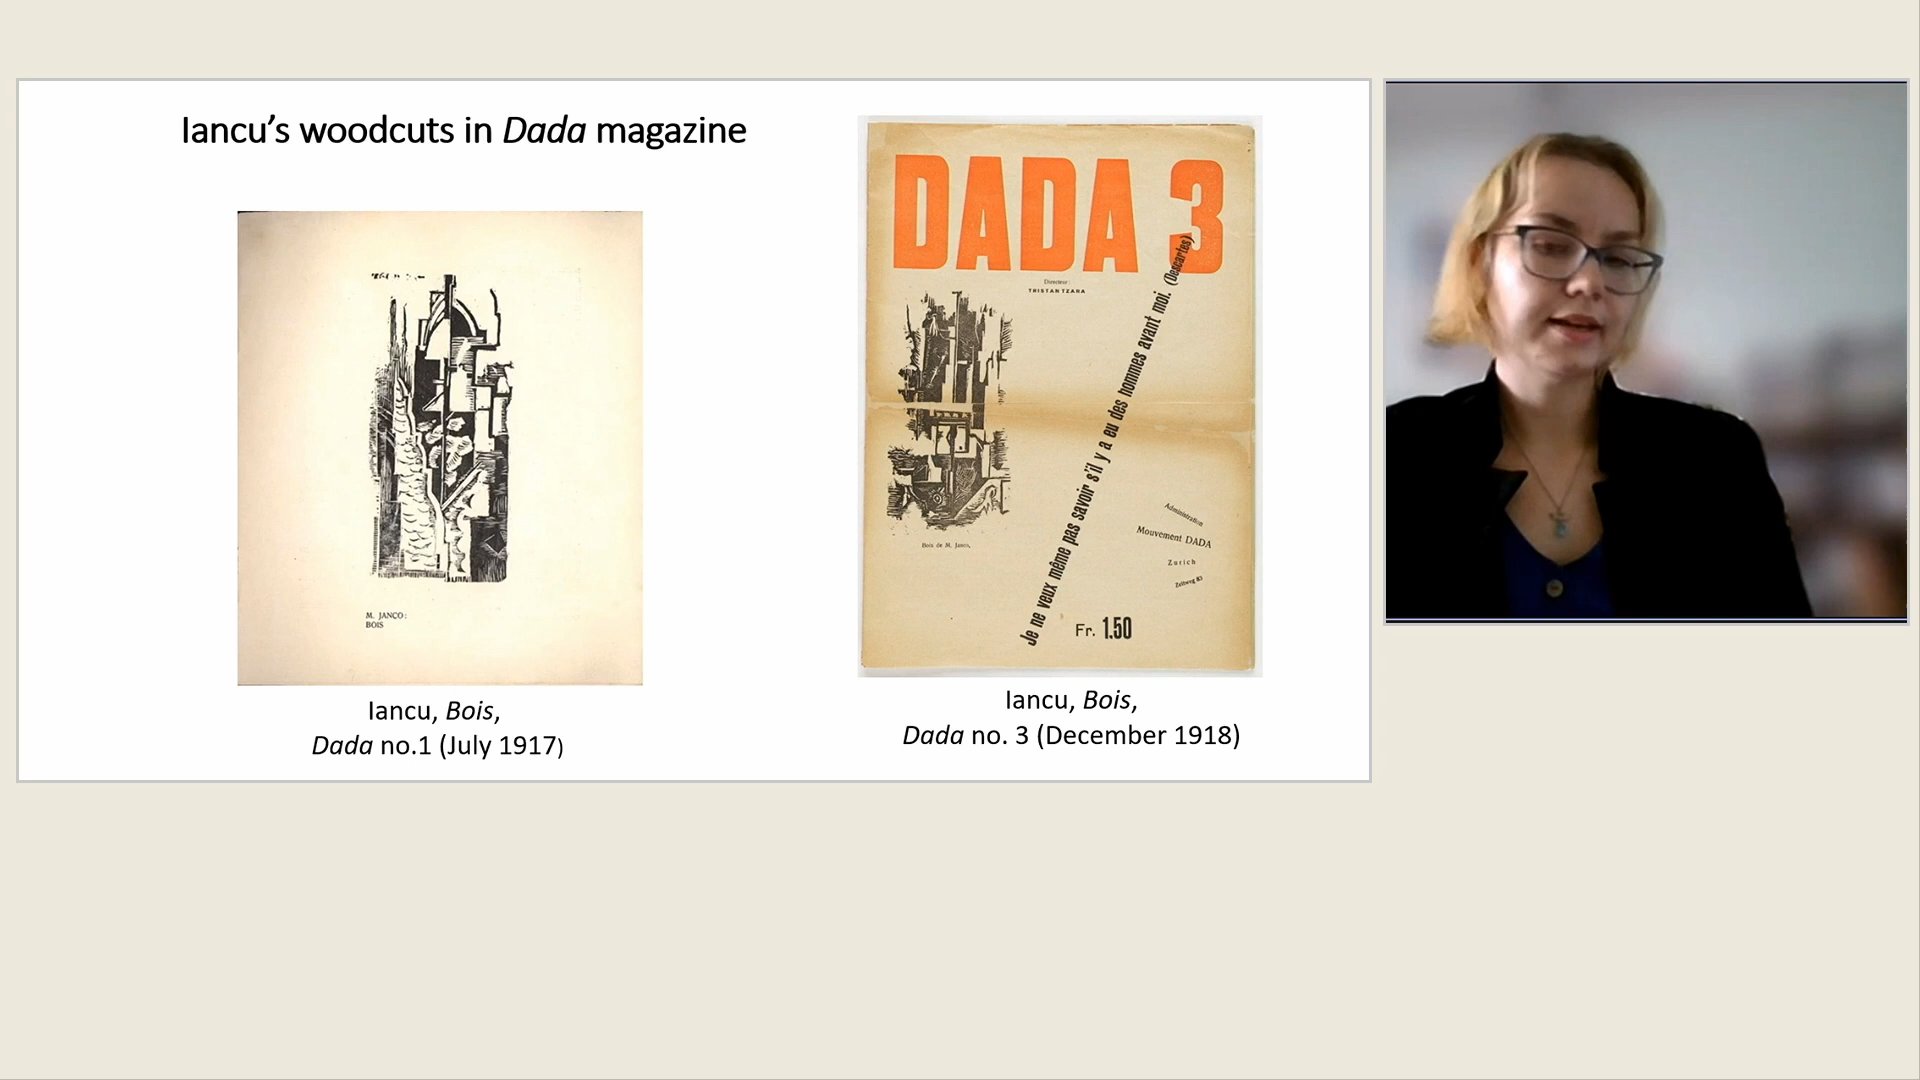 Iancu’s woodcuts in Dada magazine
M. JANCO:
BOIS
Iancu, Bois,
Dada no.1 (July 1917)
DADA 3
Directeur:
TRISTAN TZARA
Je ne veux même pas savoir s'il y a eu des hommes avant moi. (Descartes)
Bois de M. Janco,
Administration
Mouvement DADA
Zurich
Zeltweg 83
Fr. 1.50
Iancu, Bois,
Dada no. 3 (December 1918)